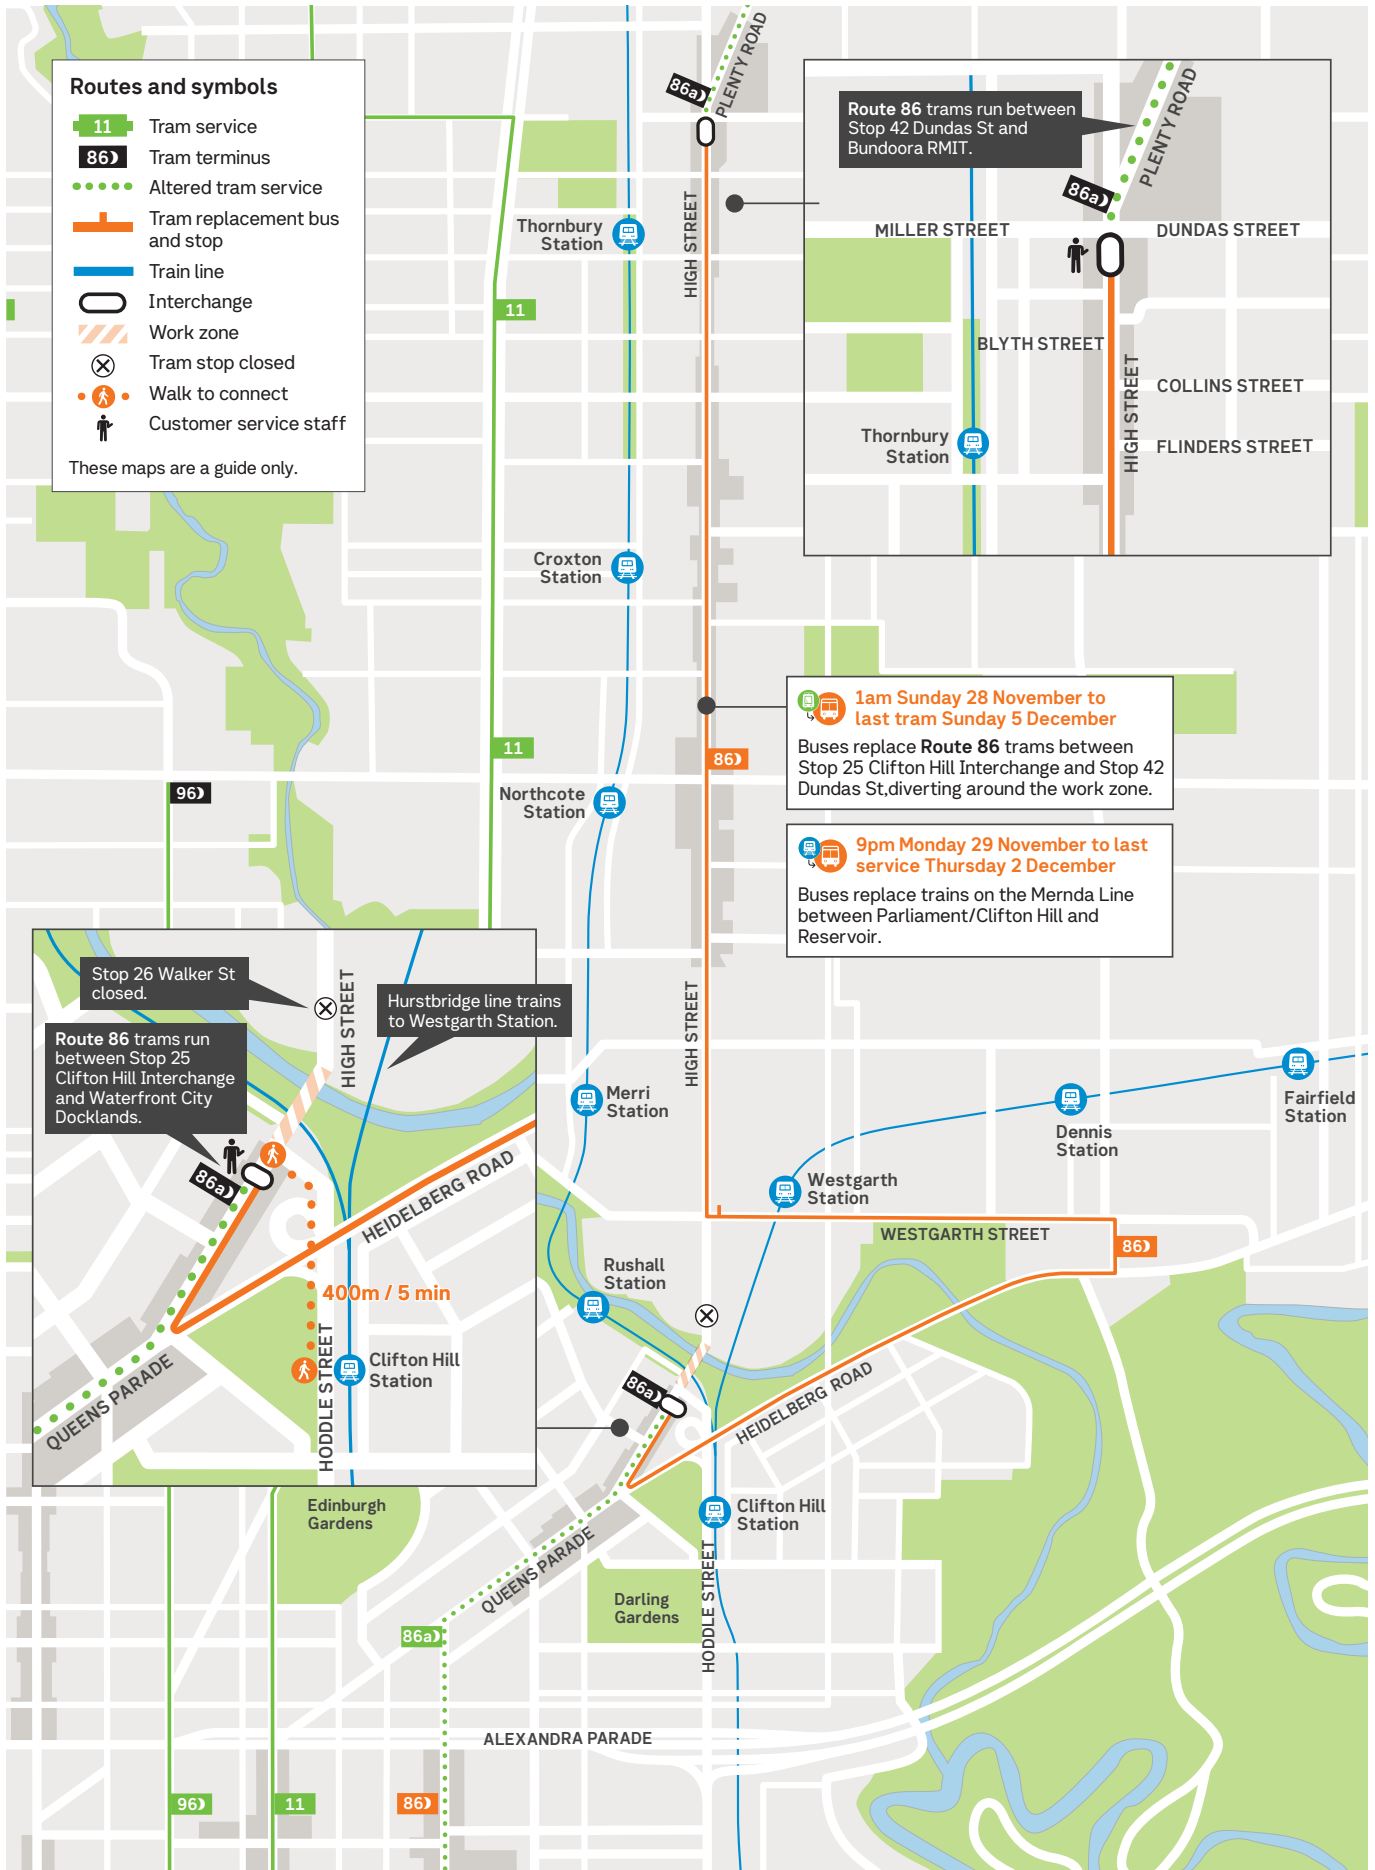 Routes and symbols
11 Tram service
86 Tram terminus
Altered tram service
Tram replacement bus
and stop
Train line
Interchange
Work zone
Tram stop closed
Walk to connect
Customer service staff
These maps are a guide only.
86a
PLENTY ROAD
HIGH STREET
Thornbury
Station
11
Croxton
Station
11
Northcote
Station
96
86
Route 86 trams run between
Stop 42 Dundas St and
Bundoora RMIT.
PLENTY ROAD
86a
MILLER STREET
DUNDAS STREET
BLYTH STREET
HIGH STREET
COLLINS STREET
FLINDERS STREET
Thornbury
Station
1am Sunday 28 November to
last tram Sunday 5 December
Buses replace Route 86 trams between
Stop 25 Clifton Hill Interchange and Stop 42
Dundas St,diverting around the work zone.
9pm Monday 29 November to last
service Thursday 2 December
Buses replace trains on the Mernda Line
between Parliament/Clifton Hill and
Reservoir.
Stop 26 Walker St
closed.
HIGH STREET
Hurstbridge line trains
to Westgarth Station.
Route 86 trams run
between Stop 25
Clifton Hill Interchange
and Waterfront City
Docklands.
86a
HEIDELBERG ROAD
400m / 5 min
Clifton Hill
Station
HODDLE STREET
QUEENS PARADE
HIGH STREET
Merri
Station
Fairfield
Station
Dennis
Station
Westgarth
Station
WESTGARTH STREET
86
Rushall
Station
86a
HEIDELBERG ROAD
Clifton Hill
Station
Edinburgh
Gardens
QUEENS PARADE
Darling
Gardens
HODDLE STREET
86a
ALEXANDRA PARADE
96
11
86